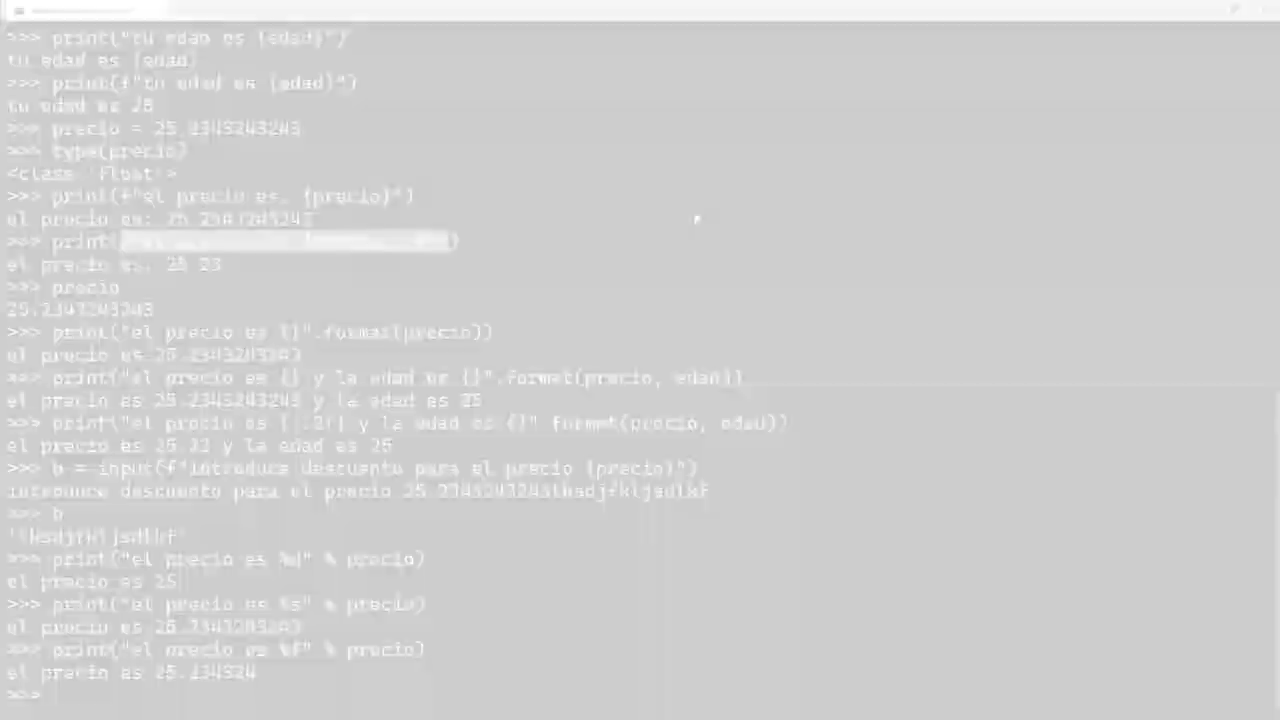 >>> print("tu edad es {edad}")
tu edad es {edad}
>>> print(f"tu edad es {edad}")
tu edad es 25
>>> precio = 25.2343243243
>>> type(precio)
<class 'float'>
>>> print(f"el precio es: {precio}")
el precio es: 25.2343243243
>>> print(
el precio es: 25.23
>>> precio
25.2343243243
>>> print("el precio es {}".format(precio))
el precio es 25.2343243243
>>> print("el precio es {} y la edad es {}".format(precio, edad))
el precio es 25.2343243243 y la edad es 25
>>> print("el precio es {:.2f} y la edad es {}".format(precio, edad))
el precio es 25.23 y la edad es 25
>>> b = input(f"introduce descuento para el precio {precio}")
introduce descuento para el precio
>>> b
>>> print("el precio es %d" % precio)
el precio es 25
>>> print("el precio es %s" % precio)
el precio es 25.2343243243
>>> print("el precio es %f" % precio)
el precio es 25.234324
>>>